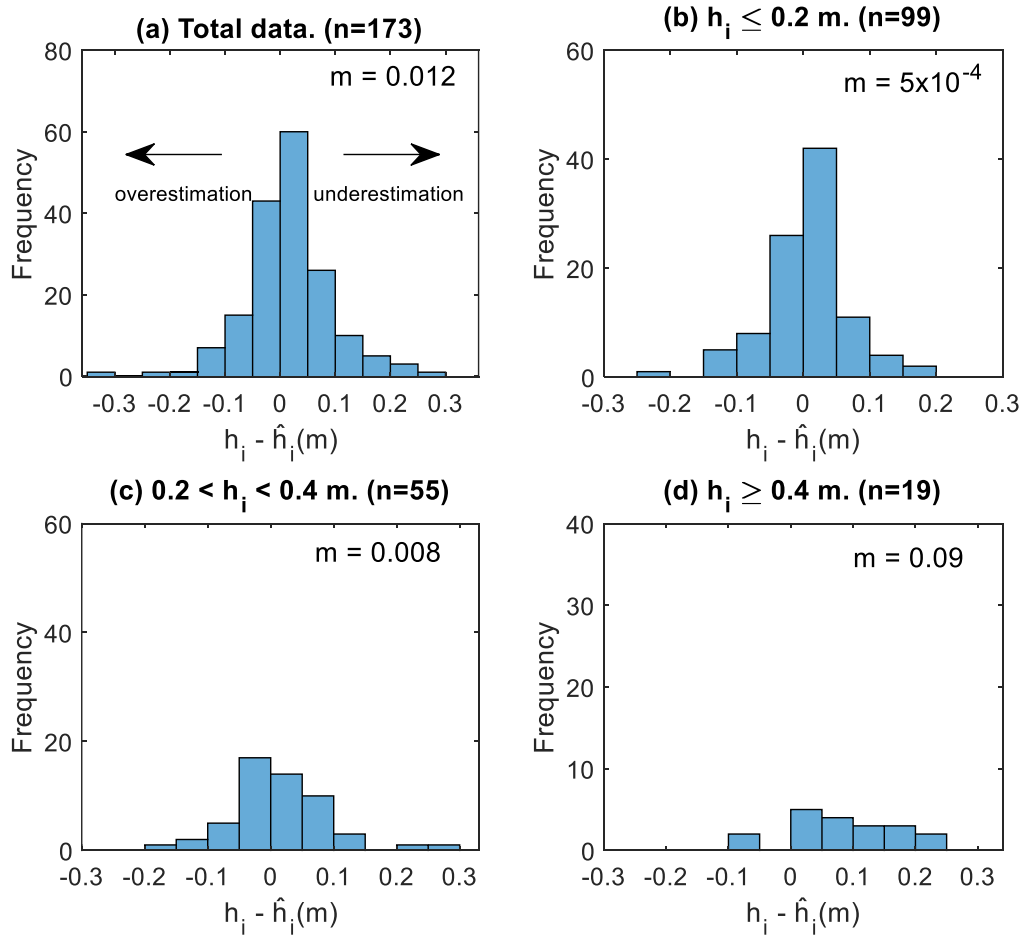 (a) Total data. (n=173)
m = 0.012
overestimation
underestimation
Frequency
0
20
40
60
80
-0.3 -0.2 -0.1 0 0.1 0.2 0.3
h_i - ĥ_i(m)
(b) h_i ≤ 0.2 m. (n=99)
m = 5x10^-4
Frequency
0
20
40
60
-0.3 -0.1 0 0.1 0.2 0.3
h_i - ĥ_i(m)
(c) 0.2 < h_i < 0.4 m. (n=55)
m = 0.008
Frequency
0
20
40
60
-0.3 -0.2 -0.1 0 0.1 0.2 0.3
h_i - ĥ_i(m)
(d) h_i ≥ 0.4 m. (n=19)
m = 0.09
Frequency
0
10
20
30
40
-0.3 -0.2 -0.1 0 0.1 0.2 0.3
h_i - ĥ_i(m)